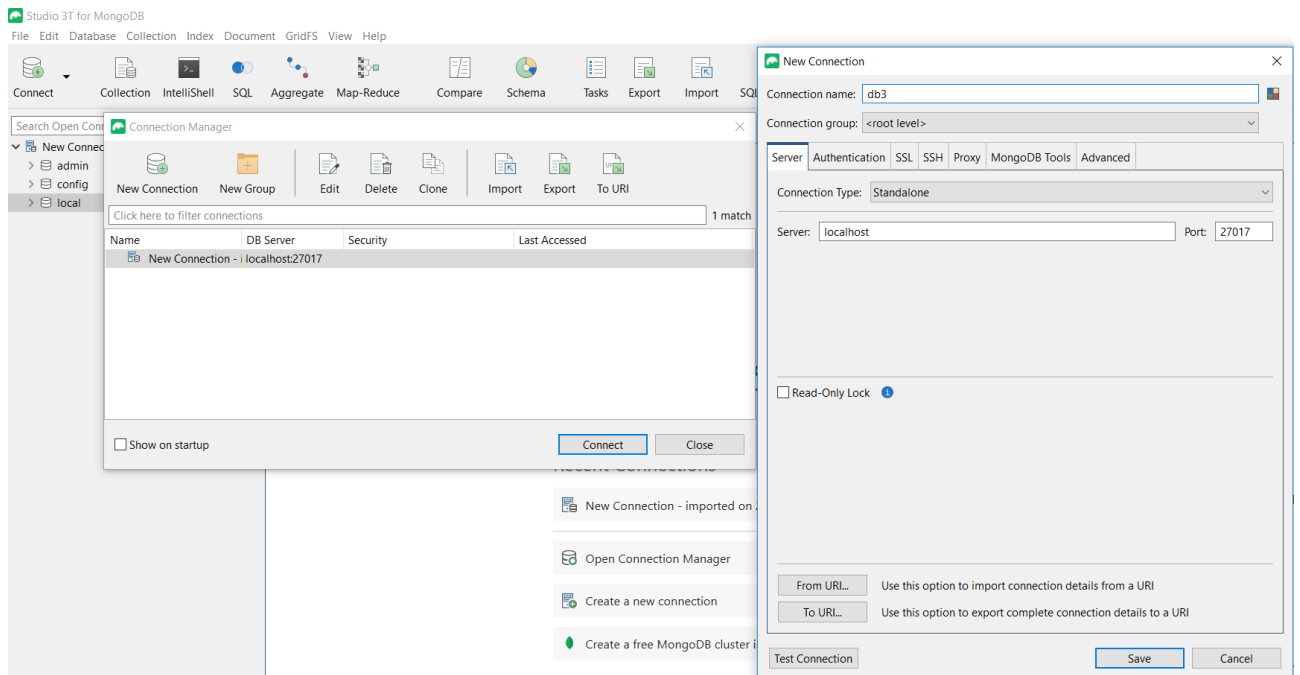 Studio 3T for MongoDB
File Edit Database Collection Index Document GridFS View Help
Connect Collection IntelliShell SQL Aggregate Map-Reduce Compare Schema Tasks Export Import
Search Open
New Connec
admin
config
local
Connection Manager
New Connection New Group Edit Delete Clone Import Export To URI
Click here to filter connections 1 match
Name DB Server Security Last Accessed
New Connection - localhost:27017
Show on startup
Connect Close
Recent Connections
New Connection - imported on
Open Connection Manager
Create a new connection
Create a free MongoDB cluster
New Connection
Connection name: db3
Connection group: <root level>
Server Authentication SSL SSH Proxy MongoDB Tools Advanced
Connection Type: Standalone
Server: localhost Port: 27017
Read-Only Lock
From URI... Use this option to import connection details from a URI
To URI... Use this option to export complete connection details to a URI
Test Connection Save Cancel